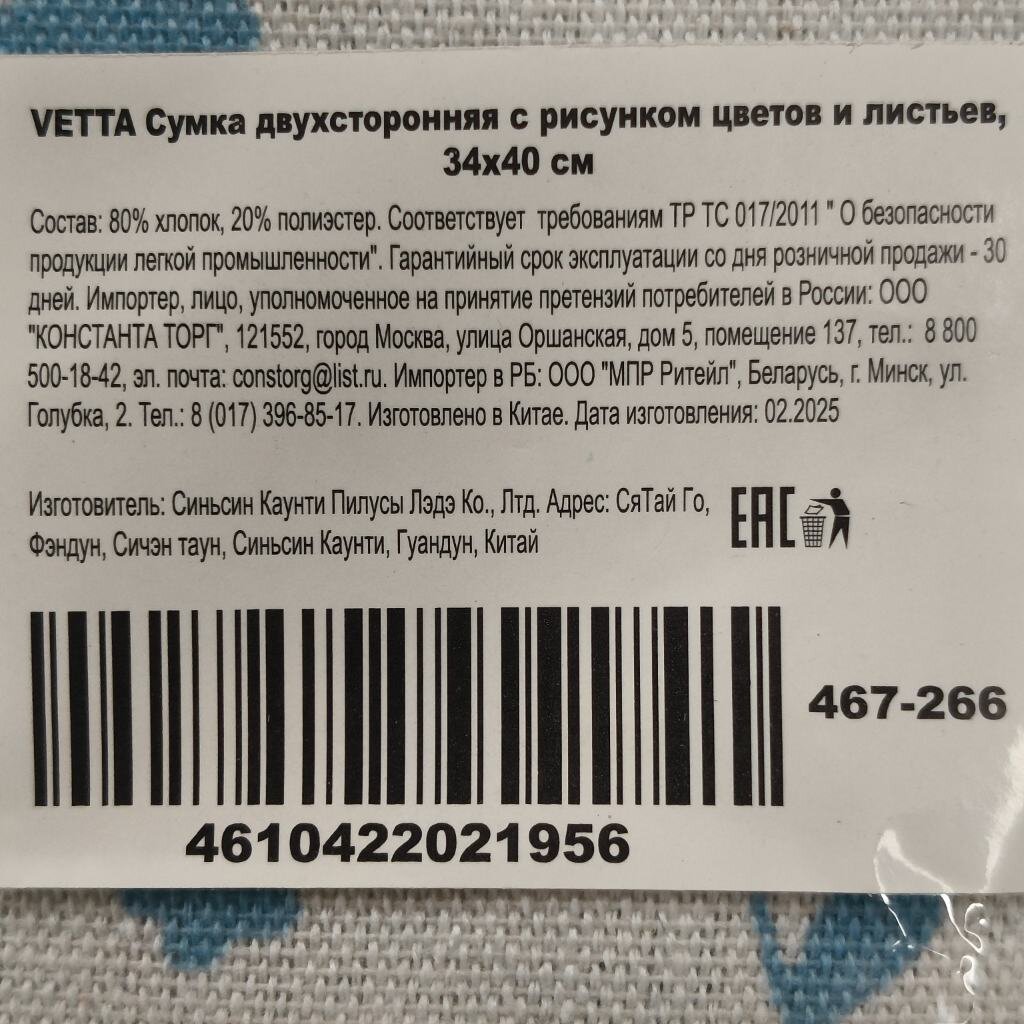 VETTA Сумка двухсторонняя с рисунком цветов и листьев,
34х40 см
Состав: 80% хлопок, 20% полиэстер. Соответствует требованиям ТР ТС 017/2011 " О безопасности
продукции легкой промышленности". Гарантийный срок эксплуатации со дня розничной продажи - 30
дней. Импортер, лицо, уполномоченное на принятие претензий потребителей в России: ООО
"КОНСТАНТА ТОРГ", 121552, город Москва, улица Оршанская, дом 5, помещение 137, тел.: 8 800
500-18-42, эл. почта: constorg@list.ru. Импортер в РБ: ООО "МПР Ритейл", Беларусь, г. Минск, ул.
Голубка, 2. Тел.: 8 (017) 396-85-17. Изготовлено в Китае. Дата изготовления: 02.2025
Изготовитель: Синьсин Каунти Пилусы Лэдэ Ко., Лтд. Адрес: СяТай Го,
Фэндун, Сичэн таун, Синьсин Каунти, Гуандун, Китай
EAC
467-266
4610422021956